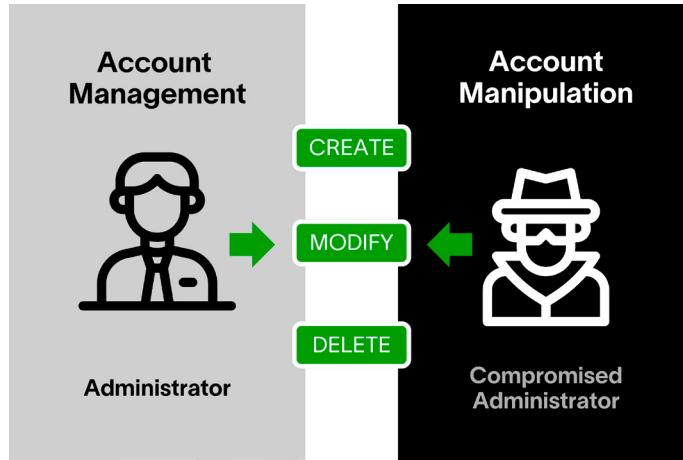 Account
Management
Account
Manipulation
CREATE
MODIFY
DELETE
Administrator
Compromised
Administrator